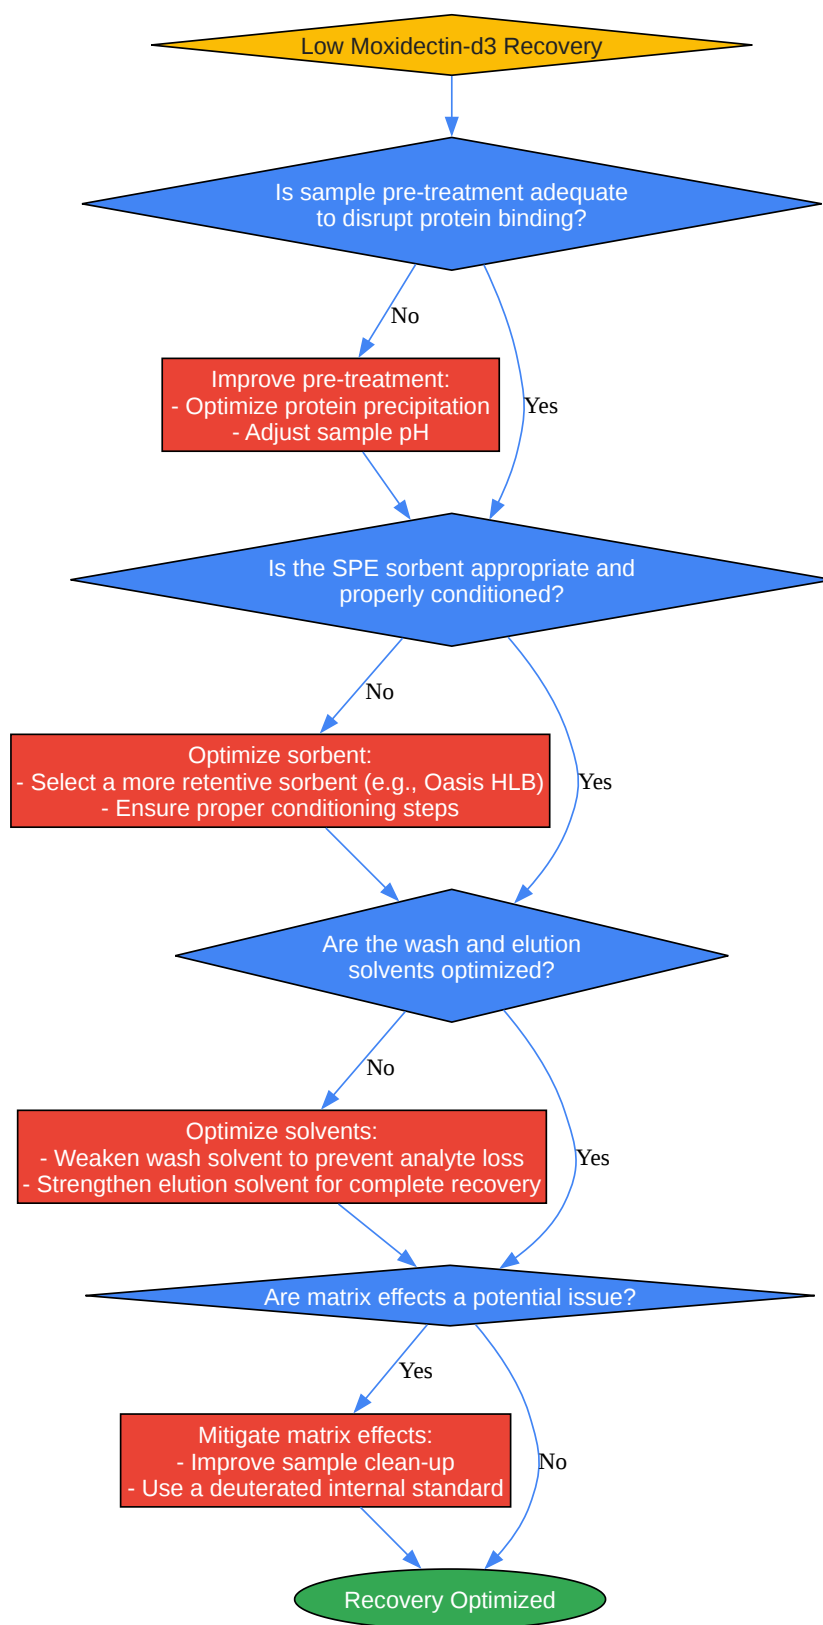 Low Moxidectin-d3 Recovery
Is sample pre-treatment adequate
to disrupt protein binding?
No
Improve pre-treatment:
- Optimize protein precipitation
- Adjust sample pH
Yes
Is the SPE sorbent appropriate and
properly conditioned?
No
Optimize sorbent:
- Select a more retentive sorbent (e.g., Oasis HLB)
- Ensure proper conditioning steps
Yes
Are the wash and elution
solvents optimized?
No
Optimize solvents:
- Weaken wash solvent to prevent analyte loss
- Strengthen elution solvent for complete recovery
Yes
Are matrix effects a potential issue?
Yes
Mitigate matrix effects:
- Improve sample clean-up
- Use a deuterated internal standard
No
Recovery Optimized